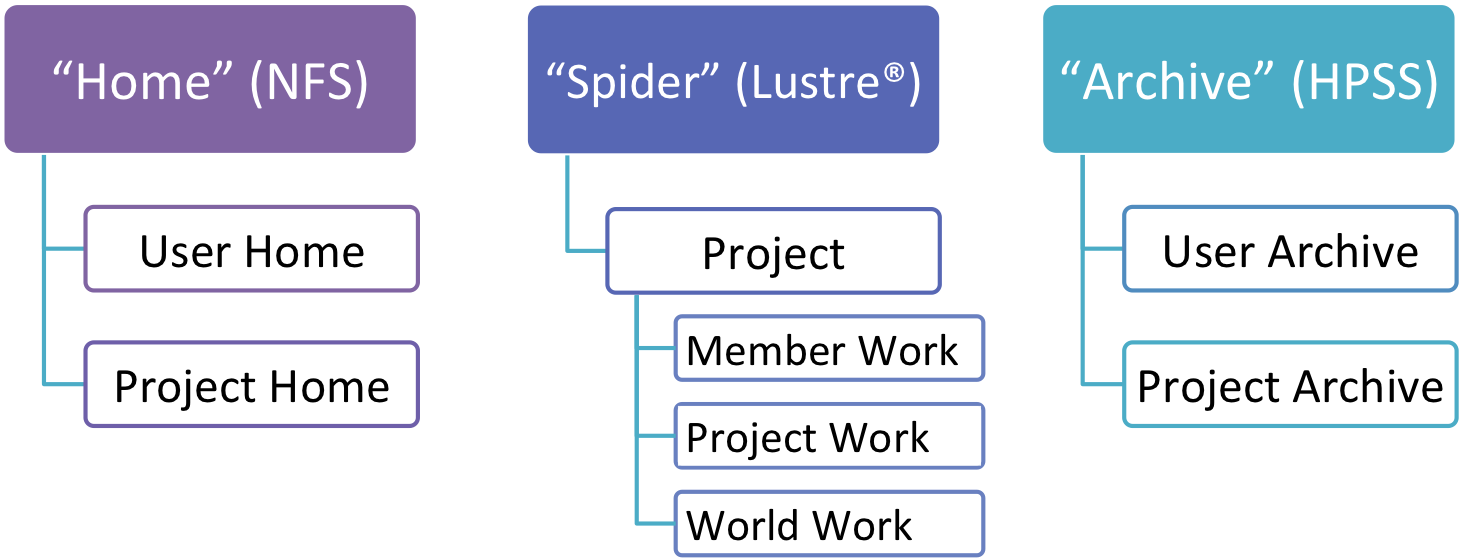 “Home” (NFS)
User Home
Project Home
“Spider” (Lustre®)
Project
Member Work
Project Work
World Work
“Archive” (HPSS)
User Archive
Project Archive